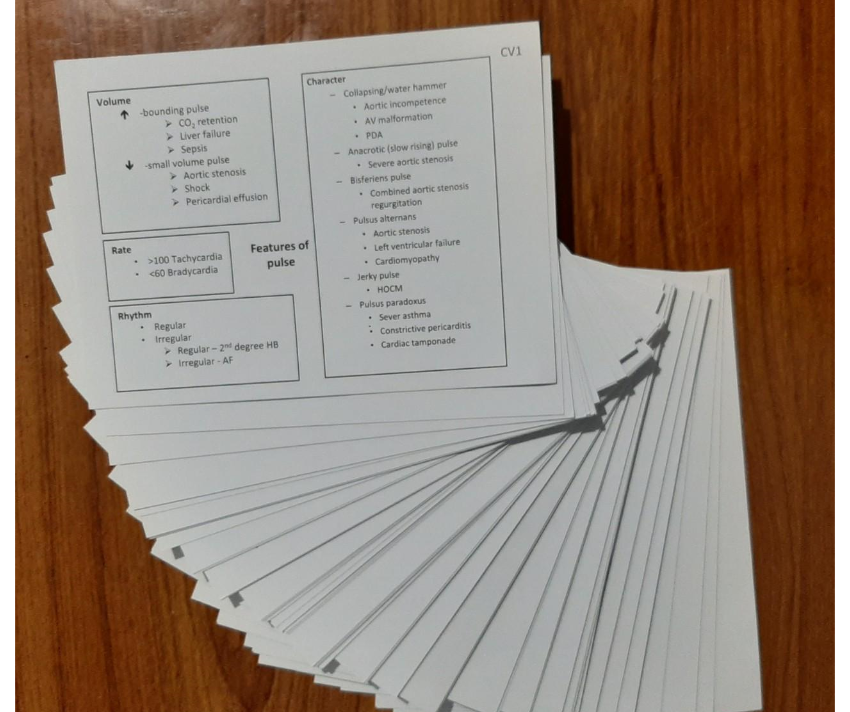 CV1
Volume
↑ -bounding pulse
➢ CO₂ retention
➢ Liver failure
➢ Sepsis
↓ -small volume pulse
➢ Aortic stenosis
➢ Shock
➢ Pericardial effusion
Rate
• >100 Tachycardia
• <60 Bradycardia
Rhythm
• Regular
• Irregular
➢ Regular – 2ⁿᵈ degree HB
➢ Irregular - AF
Features of
pulse
Character
– Collapsing/water hammer
• Aortic incompetence
• AV malformation
• PDA
– Anacrotic (slow rising) pulse
• Severe aortic stenosis
– Bisferiens pulse
• Combined aortic stenosis
regurgitation
– Pulsus alternans
• Aortic stenosis
• Left ventricular failure
• Cardiomyopathy
– Jerky pulse
• HOCM
– Pulsus paradoxus
• Sever asthma
• Constrictive pericarditis
• Cardiac tamponade